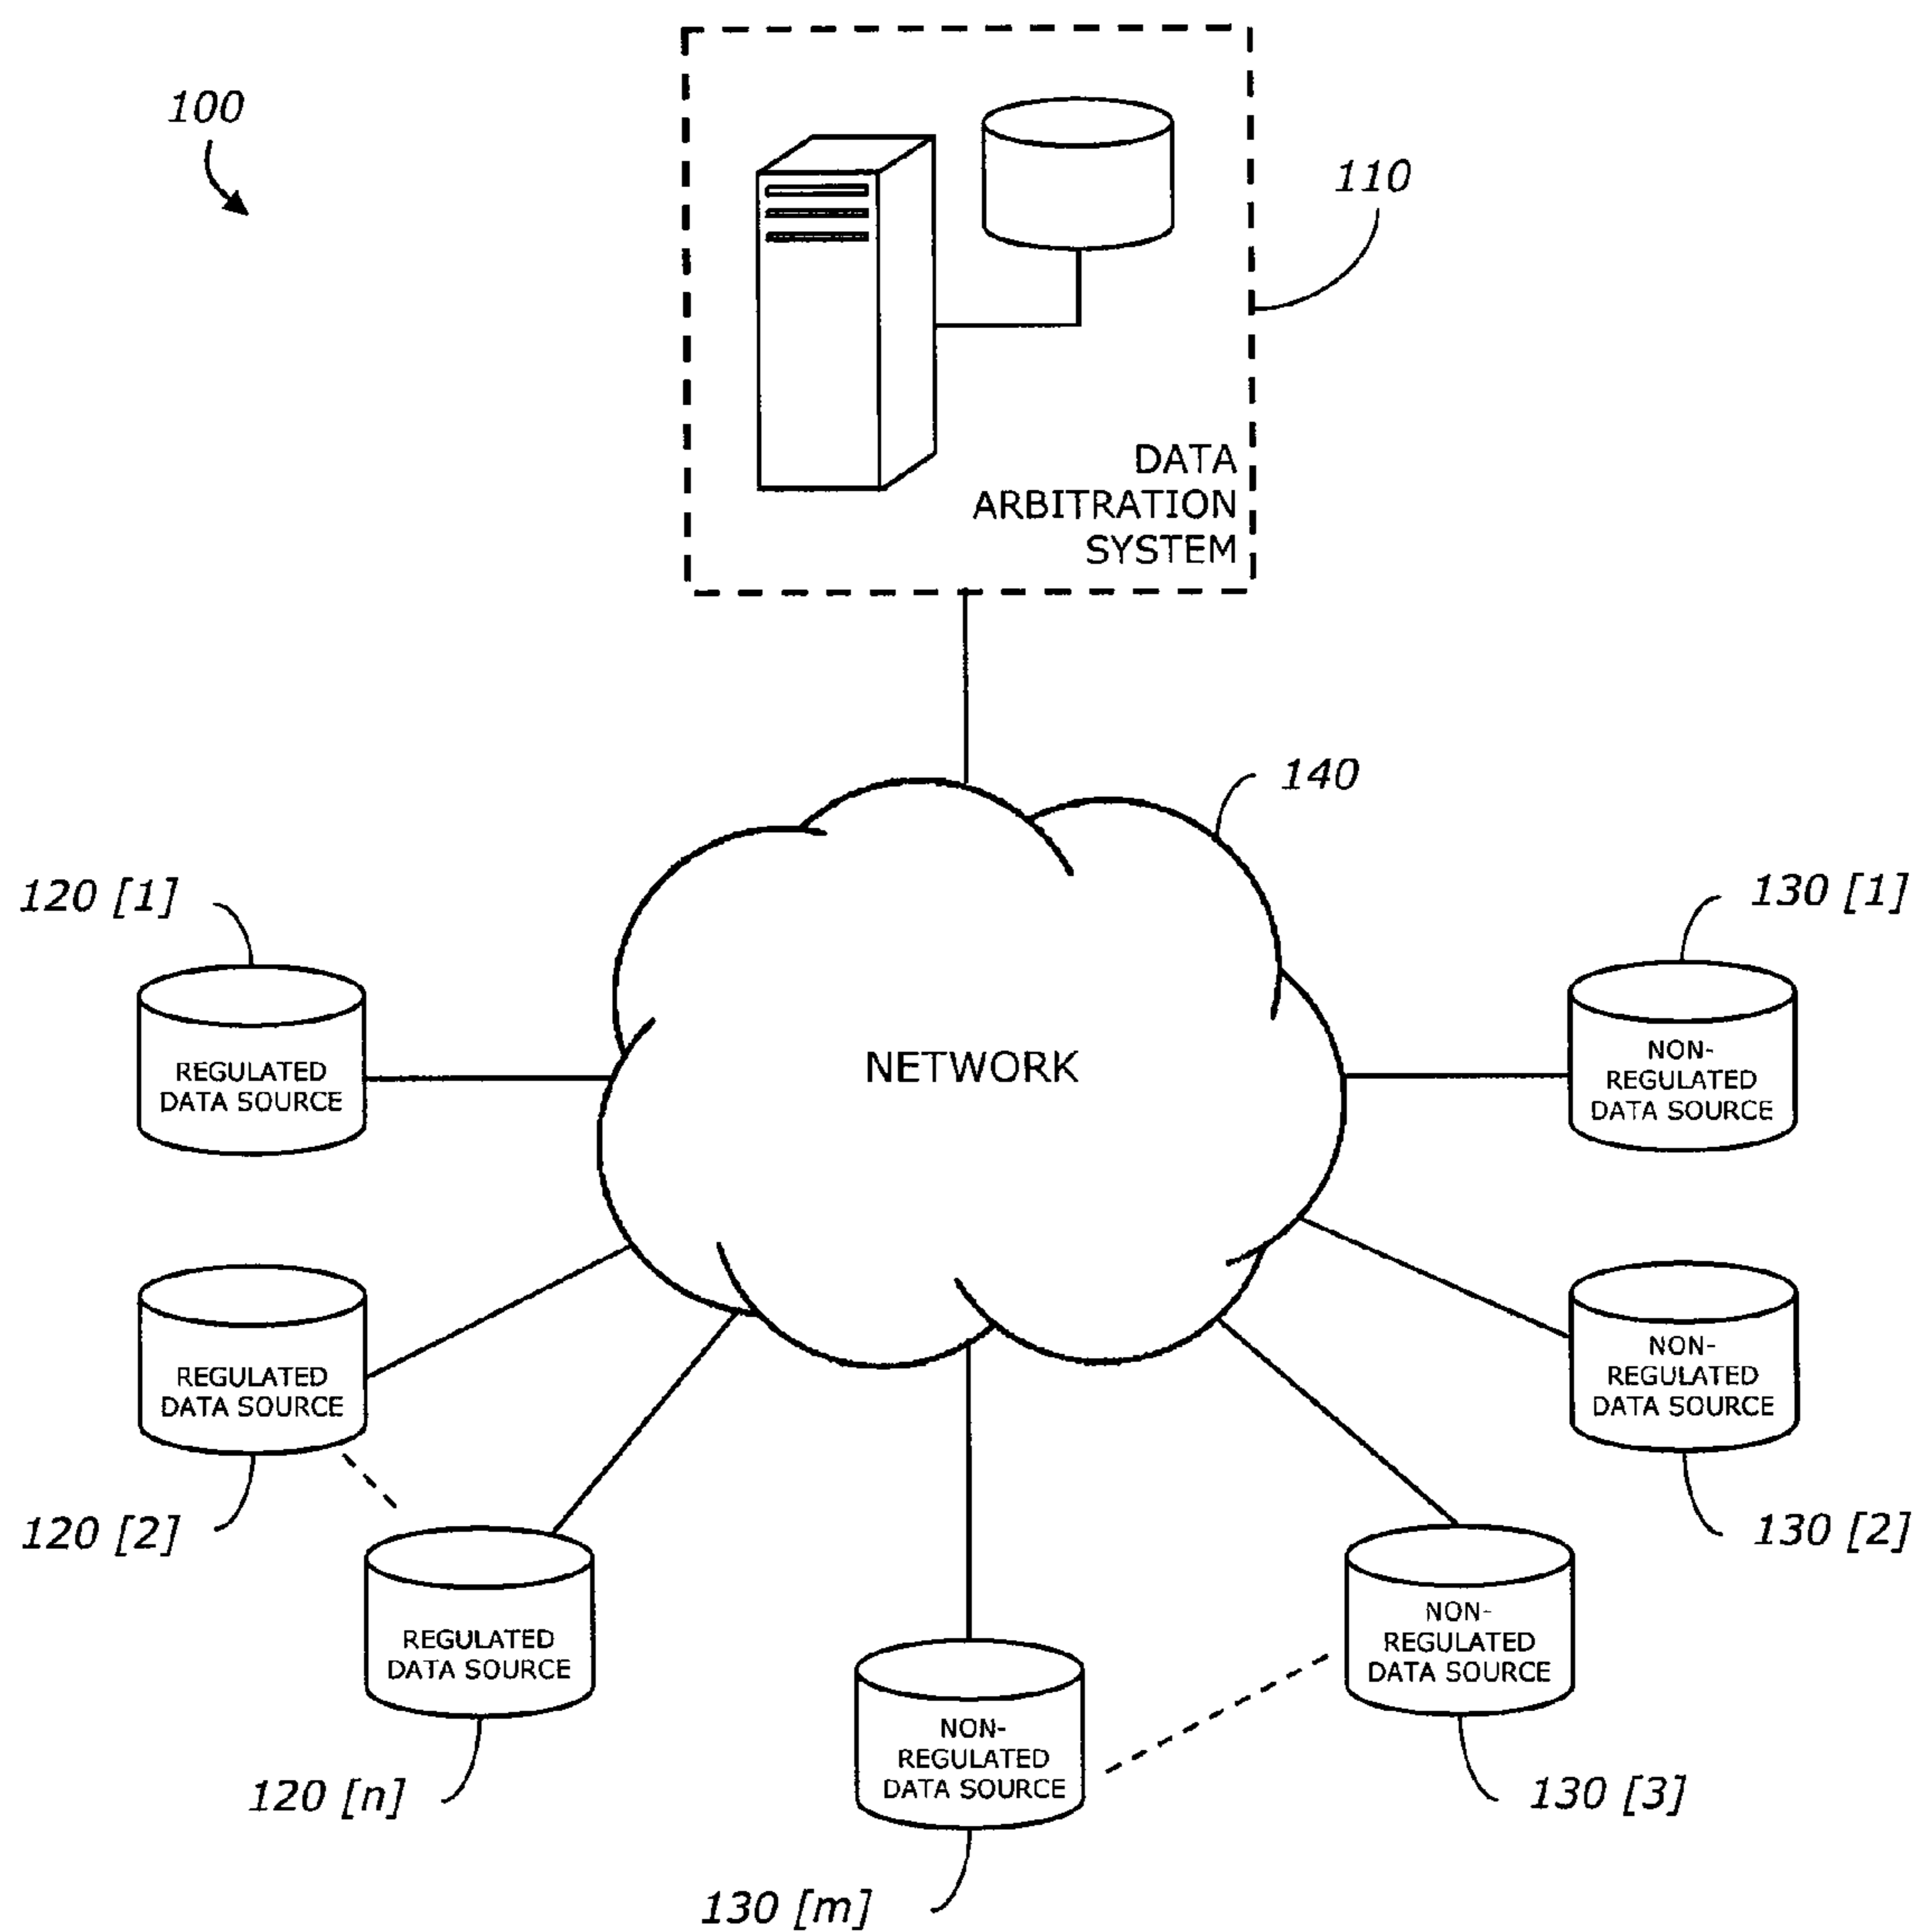 100
110
DATA
ARBITRATION
SYSTEM
140
120 [1]
130 [1]
NETWORK
REGULATED
DATA SOURCE
NON-
REGULATED
DATA SOURCE
REGULATED
DATA SOURCE
NON-
REGULATED
DATA SOURCE
120 [2]
130 [2]
REGULATED
DATA SOURCE
NON-
REGULATED
DATA SOURCE
NON-
REGULATED
DATA SOURCE
120 [n]
130 [3]
130 [m]